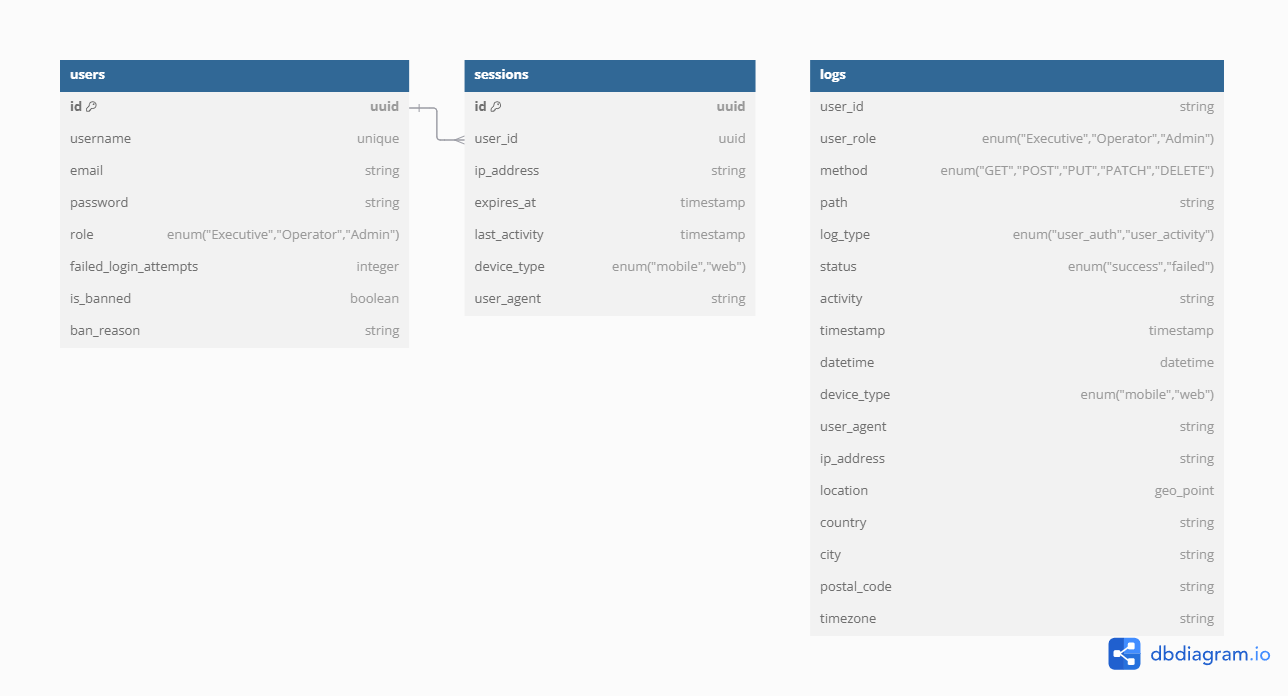 users
id uuid
username unique
email string
password string
role enum("Executive","Operator","Admin")
failed_login_attempts integer
is_banned boolean
ban_reason string
sessions
id uuid
user_id uuid
ip_address string
expires_at timestamp
last_activity timestamp
device_type enum("mobile","web")
user_agent string
logs
user_id string
user_role enum("Executive","Operator","Admin")
method enum("GET","POST","PUT","PATCH","DELETE")
path string
log_type enum("user_auth","user_activity")
status enum("success","failed")
activity string
timestamp timestamp
datetime datetime
device_type enum("mobile","web")
user_agent string
ip_address string
location geo_point
country string
city string
postal_code string
timezone string
dbdiagram.io